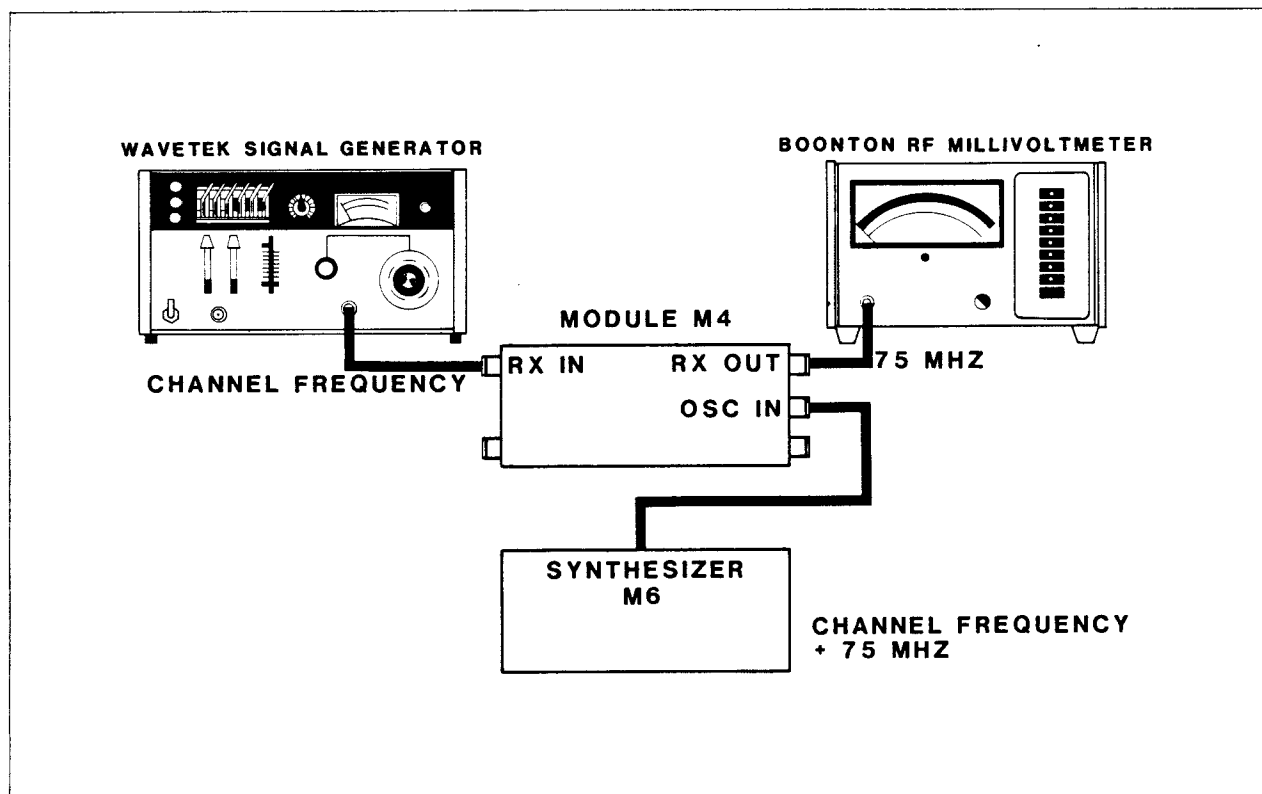 WAVETEK SIGNAL GENERATOR
BOONTON RF MILLIVOLTMETER
MODULE M4
RX IN
RX OUT
75 MHZ
CHANNEL FREQUENCY
OSC IN
SYNTHESIZER
M6
CHANNEL FREQUENCY
+ 75 MHZ